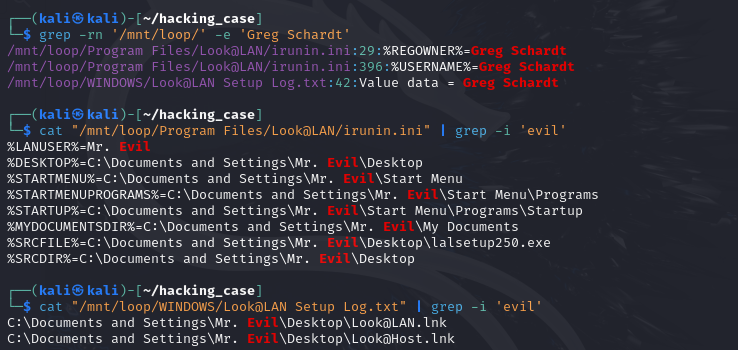 ┌──(kali㉿kali)-[~/hacking_case]
└─$ grep -rn '/mnt/loop/' -e 'Greg Schardt'
/mnt/loop/Program Files/Look@LAN/irunin.ini:29:%REGOWNER%=Greg Schardt
/mnt/loop/Program Files/Look@LAN/irunin.ini:396:%USERNAME%=Greg Schardt
/mnt/loop/WINDOWS/Look@LAN Setup Log.txt:42:Value data = Greg Schardt
┌──(kali㉿kali)-[~/hacking_case]
└─$ cat "/mnt/loop/Program Files/Look@LAN/irunin.ini" | grep -i 'evil'
%LANUSER%=Mr. Evil
%DESKTOP%=C:\Documents and Settings\Mr. Evil\Desktop
%STARTMENU%=C:\Documents and Settings\Mr. Evil\Start Menu
%STARTMENUPROGRAMS%=C:\Documents and Settings\Mr. Evil\Start Menu\Programs
%STARTUP%=C:\Documents and Settings\Mr. Evil\Start Menu\Programs\Startup
%MYDOCUMENTSDIR%=C:\Documents and Settings\Mr. Evil\My Documents
%SRCFILE%=C:\Documents and Settings\Mr. Evil\Desktop\lalsetup250.exe
%SRCDIR%=C:\Documents and Settings\Mr. Evil\Desktop
┌──(kali㉿kali)-[~/hacking_case]
└─$ cat "/mnt/loop/WINDOWS/Look@LAN Setup Log.txt" | grep -i 'evil'
C:\Documents and Settings\Mr. Evil\Desktop\Look@LAN.lnk
C:\Documents and Settings\Mr. Evil\Desktop\Look@Host.lnk